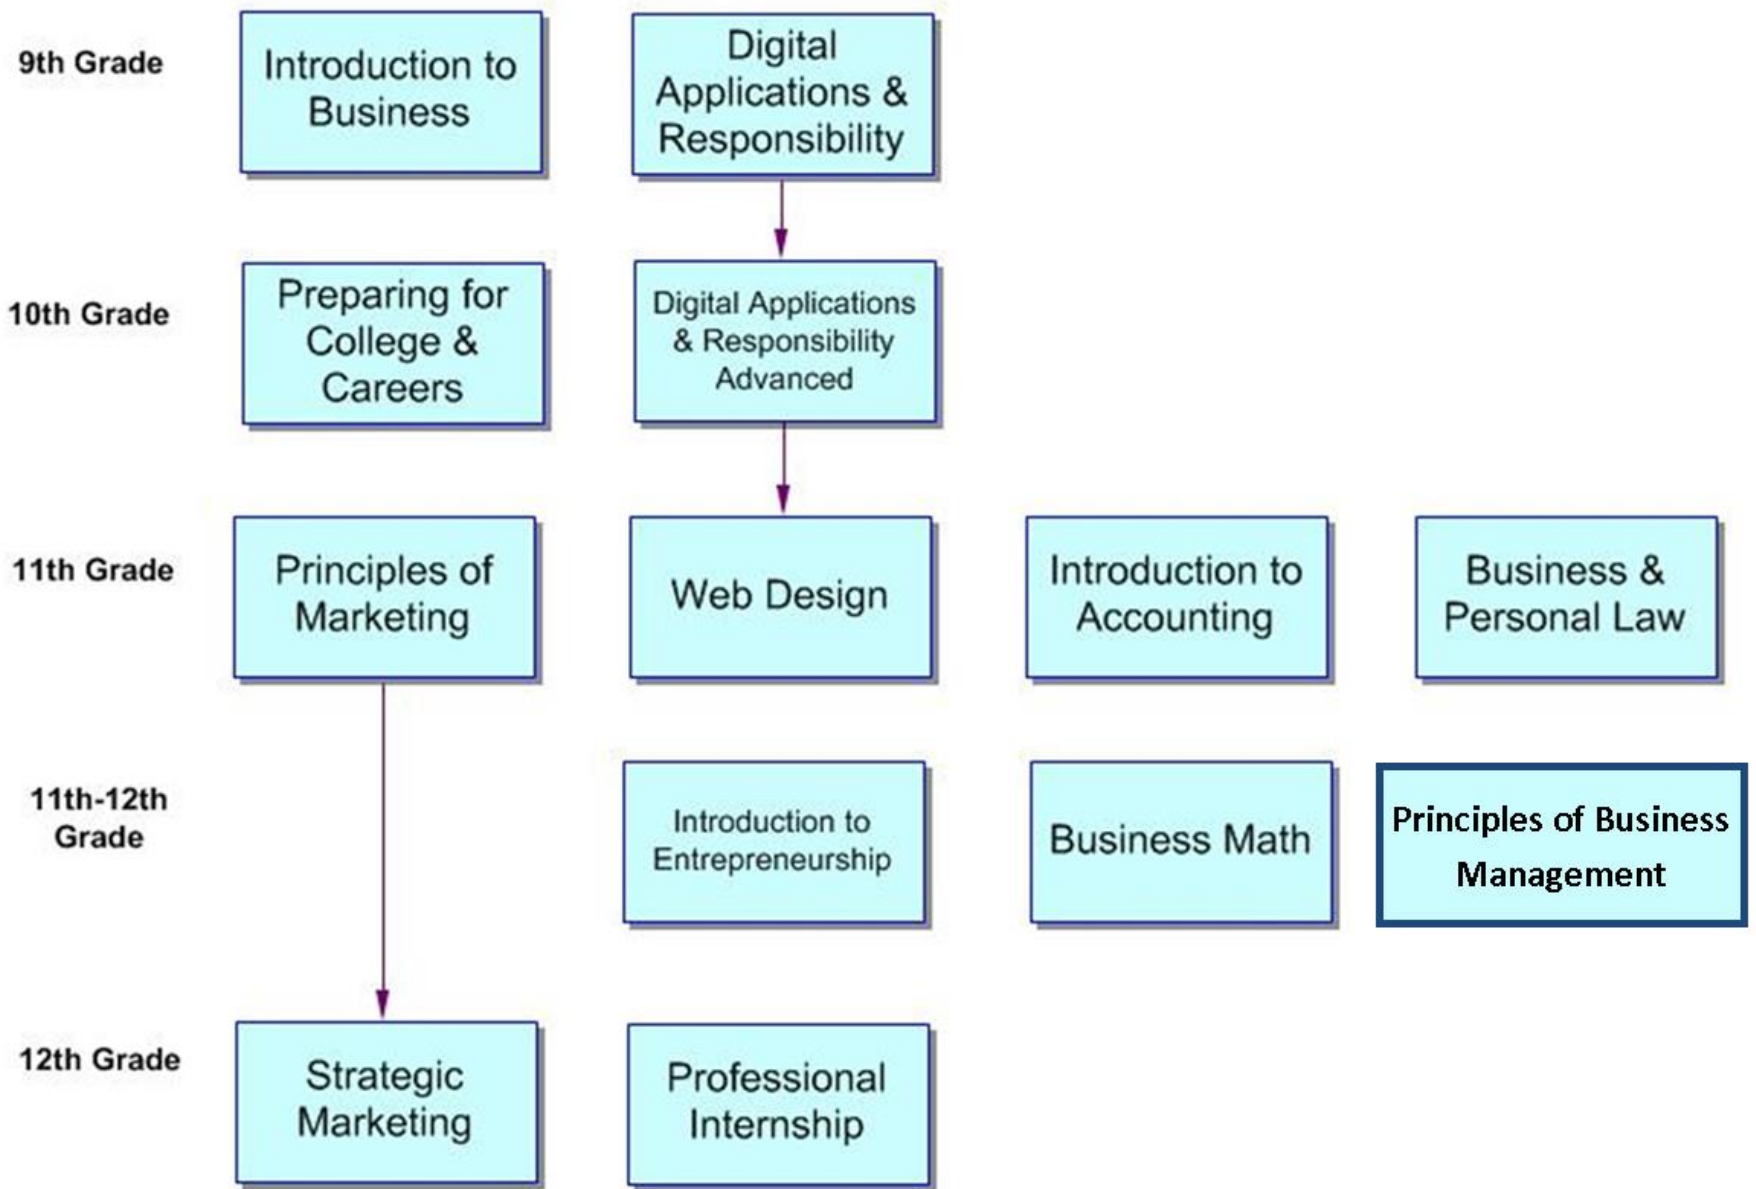 9th Grade
Introduction to
Business
Digital
Applications &
Responsibility
10th Grade
Preparing for
College &
Careers
Digital Applications
& Responsibility
Advanced
11th Grade
Principles of
Marketing
Web Design
Introduction to
Accounting
Business &
Personal Law
11th-12th
Grade
Introduction to
Entrepreneurship
Business Math
Principles of Business
Management
12th Grade
Strategic
Marketing
Professional
Internship